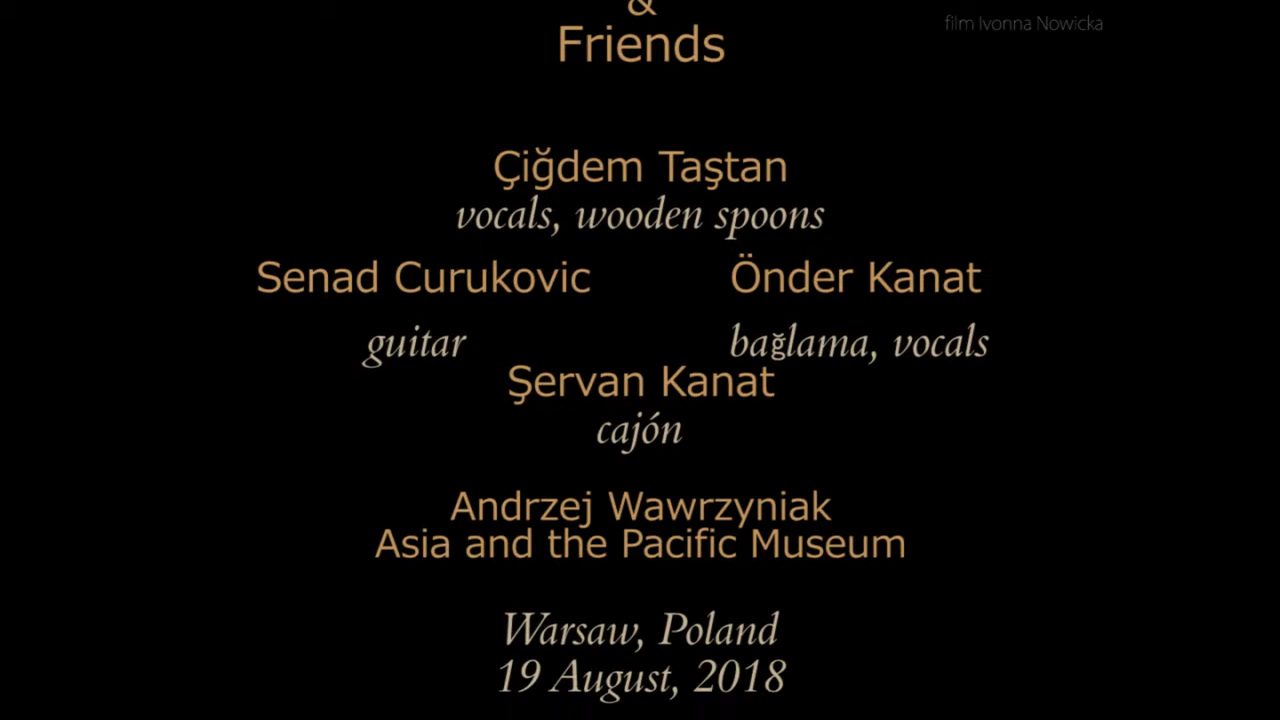 &
Friends
film Ivonna Nowicka
Çiğdem Taştan
vocals, wooden spoons
Senad Curukovic
Önder Kanat
guitar
bağlama, vocals
Şervan Kanat
cajón
Andrzej Wawrzyniak
Asia and the Pacific Museum
Warsaw, Poland
19 August, 2018